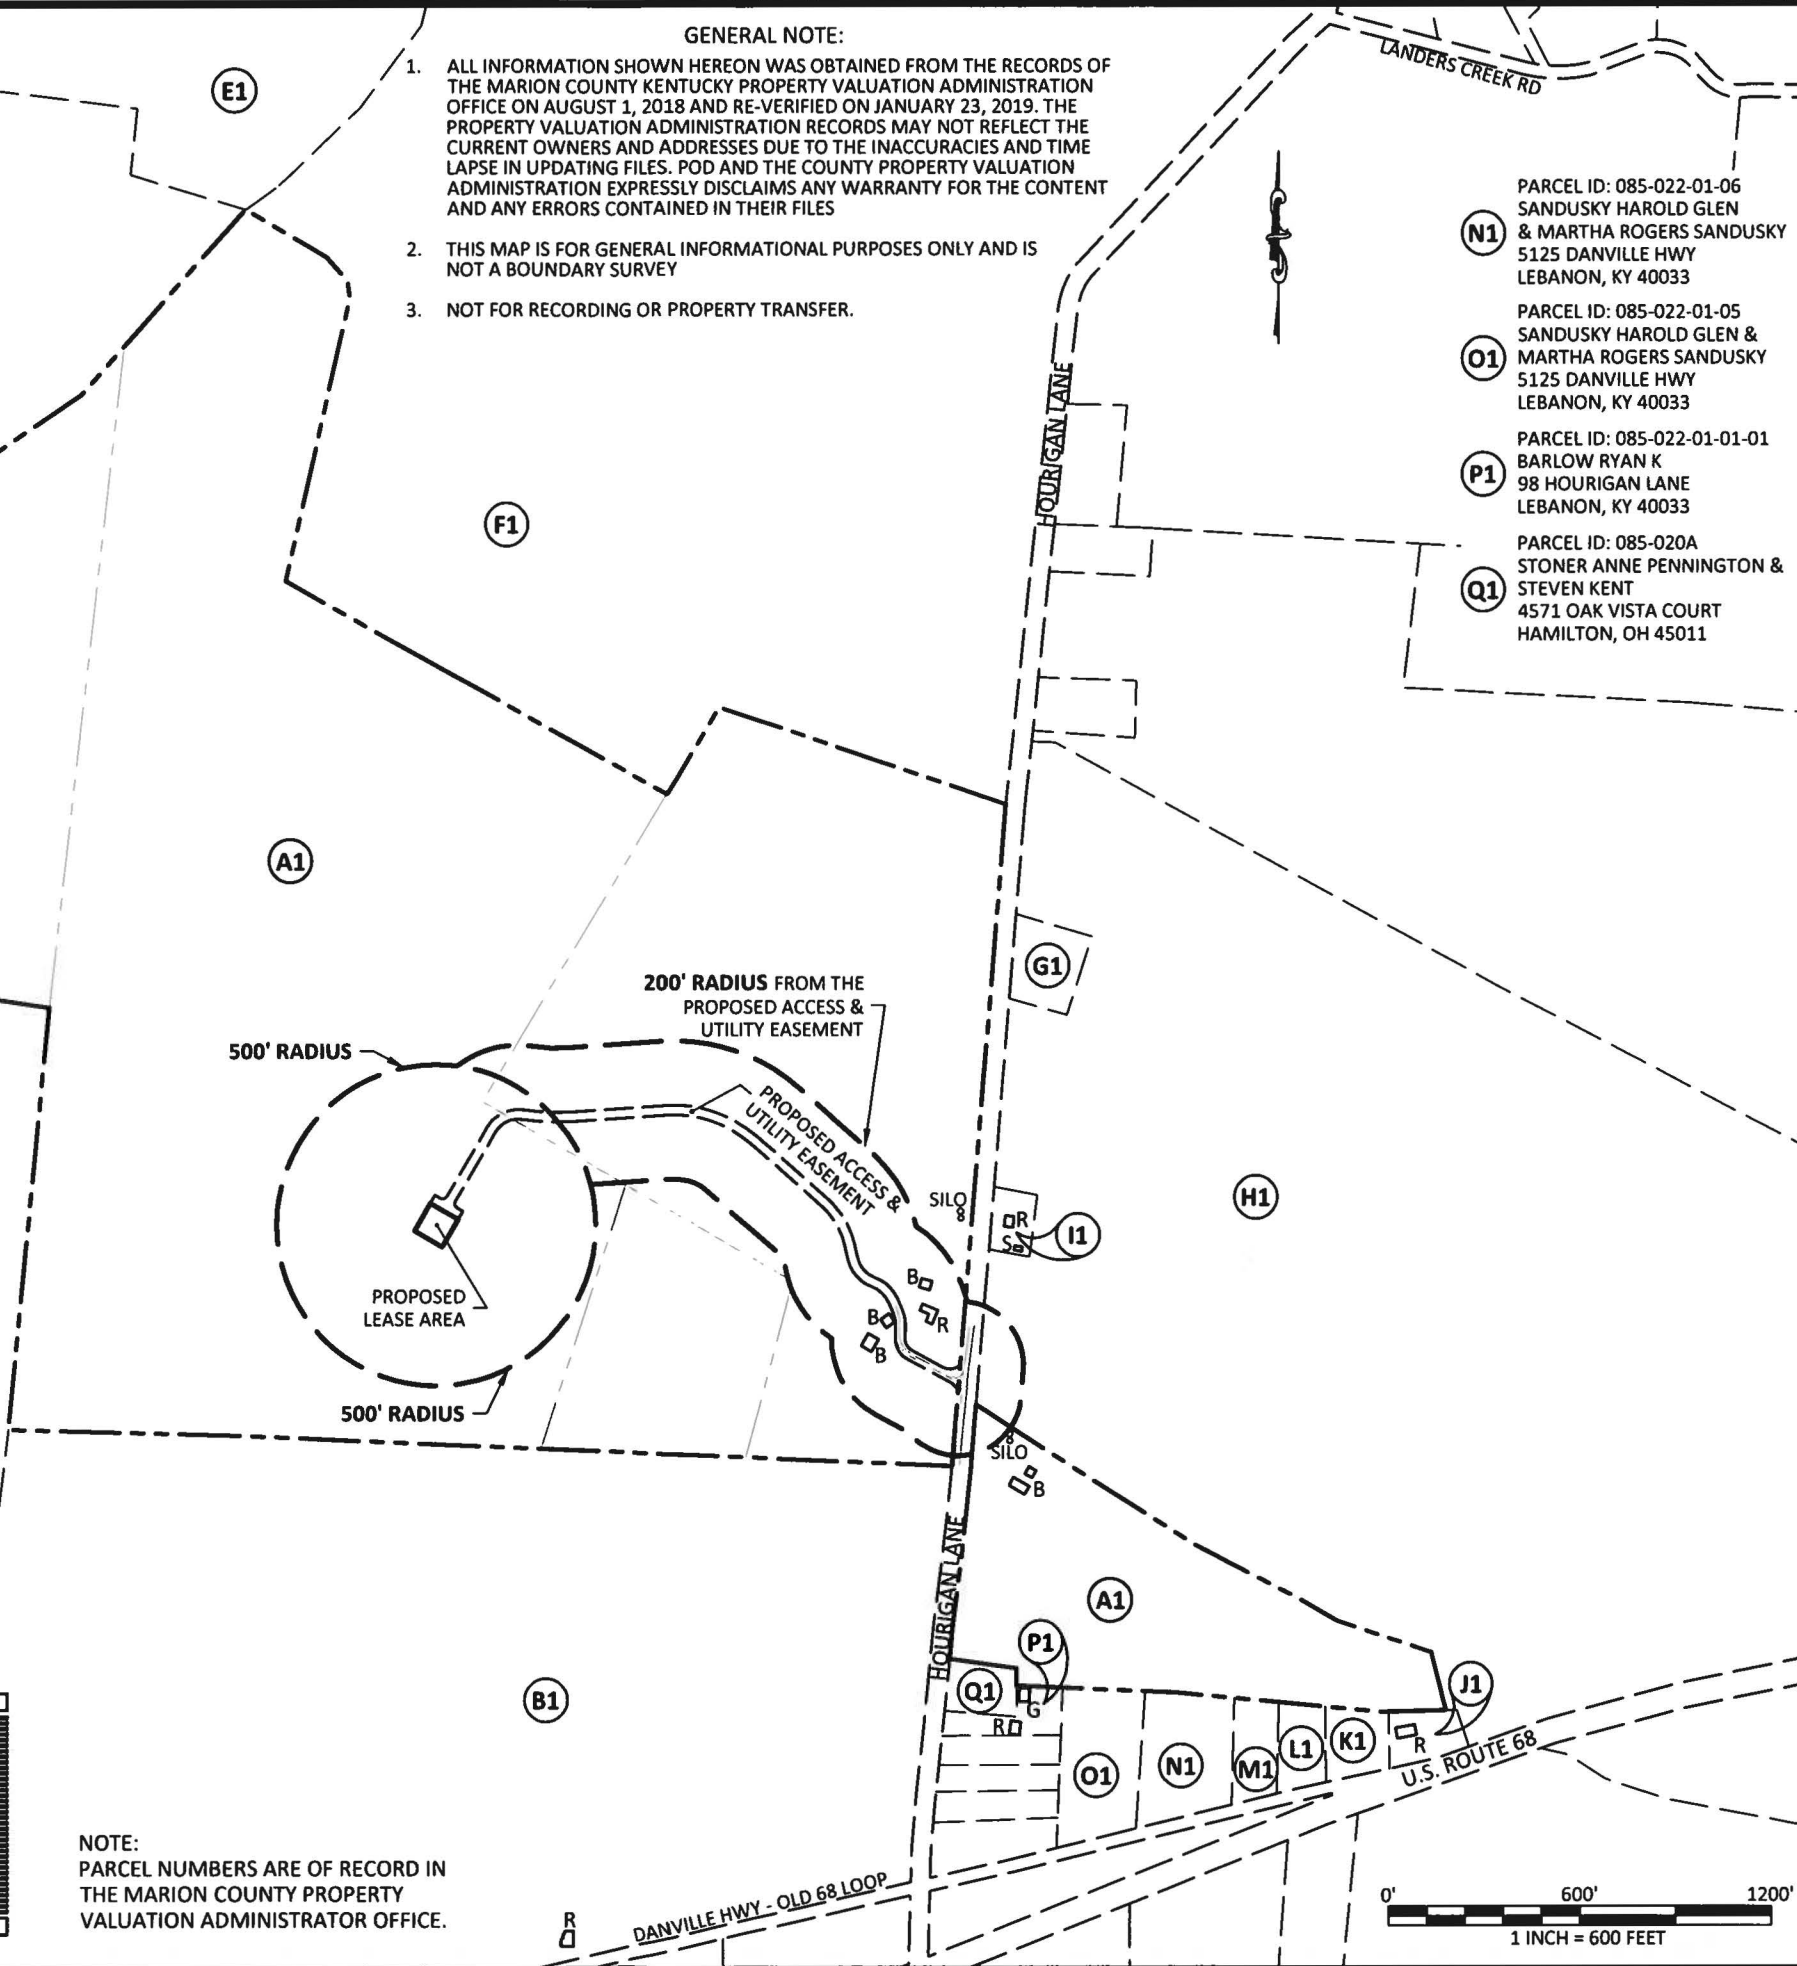 GENERAL NOTE:
1. ALL INFORMATION SHOWN HEREON WAS OBTAINED FROM THE RECORDS OF
THE MARION COUNTY KENTUCKY PROPERTY VALUATION ADMINISTRATION
OFFICE ON AUGUST 1, 2018 AND RE-VERIFIED ON JANUARY 23, 2019. THE
PROPERTY VALUATION ADMINISTRATION RECORDS MAY NOT REFLECT THE
CURRENT OWNERS AND ADDRESSES DUE TO THE INACCURACIES AND TIME
LAPSE IN UPDATING FILES. POD AND THE COUNTY PROPERTY VALUATION
ADMINISTRATION EXPRESSLY DISCLAIMS ANY WARRANTY FOR THE CONTENT
AND ANY ERRORS CONTAINED IN THEIR FILES
2. THIS MAP IS FOR GENERAL INFORMATIONAL PURPOSES ONLY AND IS
NOT A BOUNDARY SURVEY
3. NOT FOR RECORDING OR PROPERTY TRANSFER.
LANDERS CREEK RD
E1
N1
PARCEL ID: 085-022-01-06
SANDUSKY HAROLD GLEN
& MARTHA ROGERS SANDUSKY
5125 DANVILLE HWY
LEBANON, KY 40033
O1
PARCEL ID: 085-022-01-05
SANDUSKY HAROLD GLEN &
MARTHA ROGERS SANDUSKY
5125 DANVILLE HWY
LEBANON, KY 40033
P1
PARCEL ID: 085-022-01-01-01
BARLOW RYAN K
98 HOURIGAN LANE
LEBANON, KY 40033
Q1
PARCEL ID: 085-020A
STONER ANNE PENNINGTON &
STEVEN KENT
4571 OAK VISTA COURT
HAMILTON, OH 45011
HOURIGAN LANE
F1
A1
G1
200' RADIUS FROM THE
PROPOSED ACCESS &
UTILITY EASEMENT
500' RADIUS
PROPOSED ACCESS &
UTILITY EASEMENT
SILO
R
S
I1
H1
B
R
B
B
PROPOSED
LEASE AREA
500' RADIUS
SILO
B
HOURIGAN LANE
A1
P1
Q1
G
R
B1
O1
N1
M1
L1
K1
J1
R
U.S. ROUTE 68
NOTE:
PARCEL NUMBERS ARE OF RECORD IN
THE MARION COUNTY PROPERTY
VALUATION ADMINISTRATOR OFFICE.
R
DANVILLE HWY - OLD 68 LOOP
0' 600' 1200'
1 INCH = 600 FEET